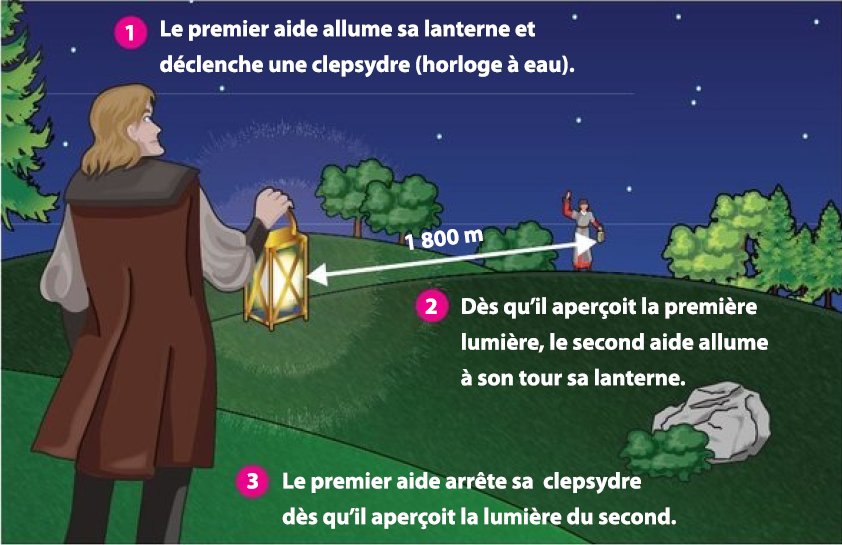 1 Le premier aide allume sa lanterne et
déclenche une clepsydre (horloge à eau).
1 800 m
2 Dès qu'il aperçoit la première
lumière, le second aide allume
à son tour sa lanterne.
3 Le premier aide arrête sa clepsydre
dès qu'il aperçoit la lumière du second.